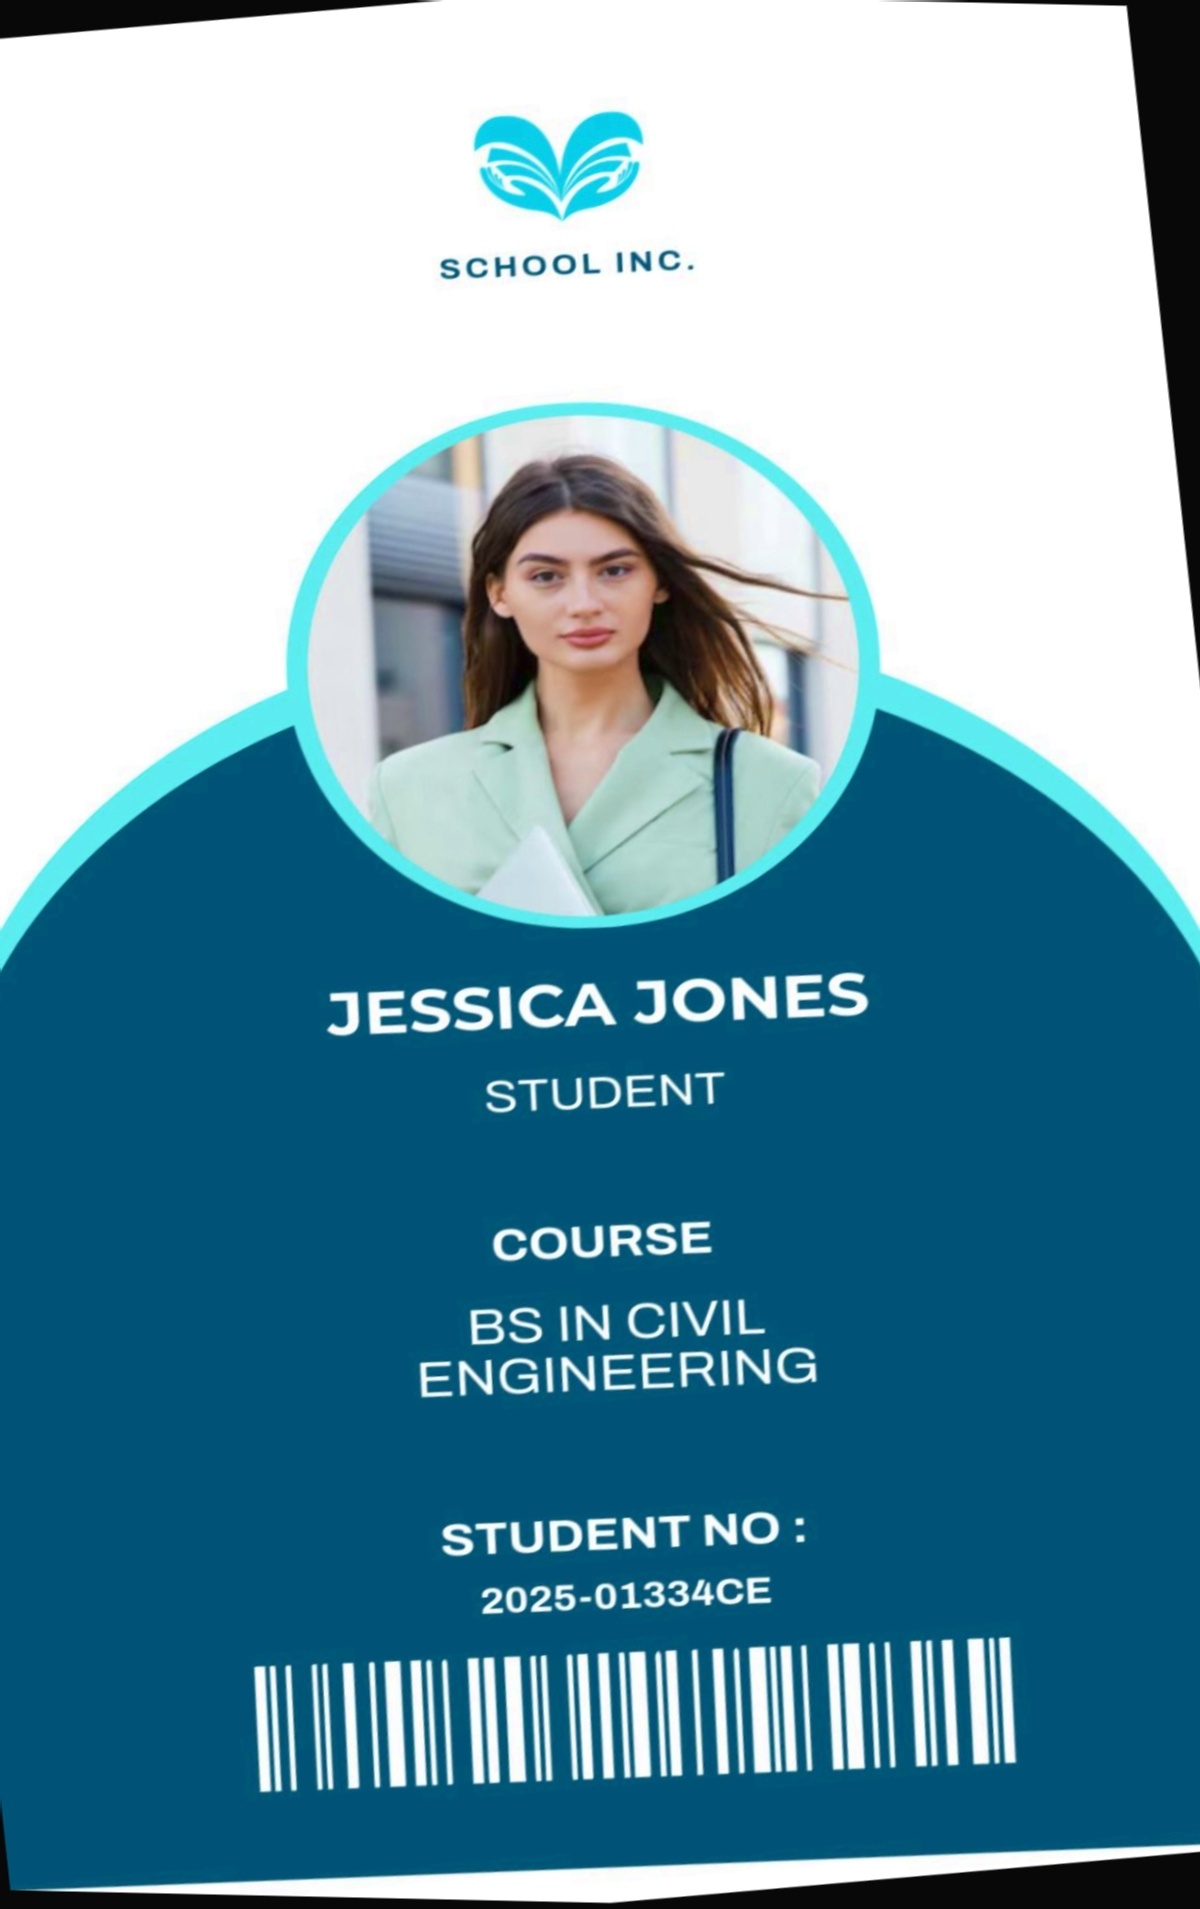 SCHOOL INC.
JESSICA JONES
STUDENT
COURSE
BS IN CIVIL
ENGINEERING
STUDENT NO :
2025-01334CE